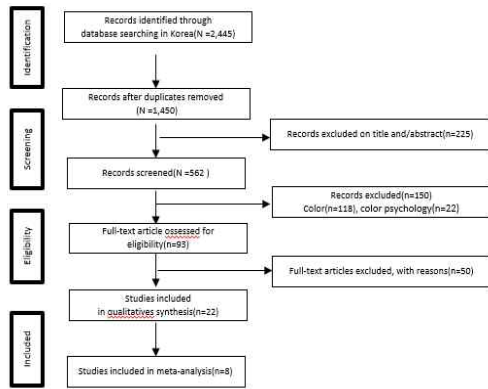 Identification
Records identified through
database searching in Korea(N =2,445)
Records after duplicates removed
(N =1,450)
Screening
Records excluded on title and/abstract(n=225)
Records screened(N =562 )
Records excluded(n=150)
Color(n=118), color psychology(n=22)
Eligibility
Full-text article ossessed for
eligibility(n=93)
Full-text articles excluded, with reasons(n=50)
Studies included
in qualitatives synthesis(n=22)
Included
Studies included in meta-analysis(n=8)